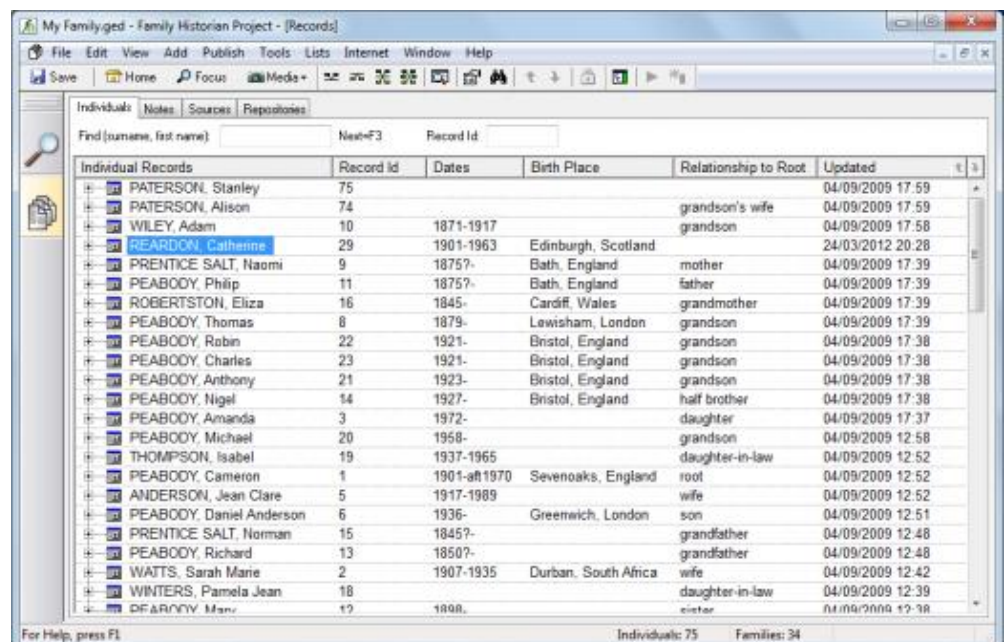 My Family.ged - Family Historian Project - [Records]
File Edit View Add Publish Tools Lists Internet Window Help
Save Home Focus Media
Individuals Notes Sources Repositories
Find (surname, first name): Next=F3 Record Id:
Individual Records Record Id Dates Birth Place Relationship to Root Updated
PATERSON, Stanley 75 04/09/2009 17:59
PATERSON, Alison 74 grandson's wife 04/09/2009 17:59
WILEY, Adam 10 1871-1917 grandson 04/09/2009 17:58
REARDON, Catherine 29 1901-1963 Edinburgh, Scotland 24/03/2012 20:28
PRENTICE SALT, Naomi 9 1875?- Bath, England mother 04/09/2009 17:39
PEABODY, Philip 11 1875?- Bath, England father 04/09/2009 17:39
ROBERTSTON, Eliza 16 1845- Cardiff, Wales grandmother 04/09/2009 17:39
PEABODY, Thomas 8 1879- Lewisham, London grandson 04/09/2009 17:39
PEABODY, Robin 22 1921- Bristol, England grandson 04/09/2009 17:38
PEABODY, Charles 23 1921- Bristol, England grandson 04/09/2009 17:38
PEABODY, Anthony 21 1923- Bristol, England grandson 04/09/2009 17:38
PEABODY, Nigel 14 1927- Bristol, England half brother 04/09/2009 17:38
PEABODY, Amanda 3 1972- daughter 04/09/2009 17:37
PEABODY, Michael 20 1958- grandson 04/09/2009 12:58
THOMPSON, Isabel 19 1937-1965 daughter-in-law 04/09/2009 12:52
PEABODY, Cameron 1 1901-aft1970 Sevenoaks, England root 04/09/2009 12:52
ANDERSON, Jean Clare 5 1917-1989 wife 04/09/2009 12:52
PEABODY, Daniel Anderson 6 1936- Greenwich, London son 04/09/2009 12:51
PRENTICE SALT, Norman 15 1845?- grandfather 04/09/2009 12:48
PEABODY, Richard 13 1850?- grandfather 04/09/2009 12:48
WATTS, Sarah Marie 2 1907-1935 Durban, South Africa wife 04/09/2009 12:42
WINTERS, Pamela Jean 18 daughter-in-law 04/09/2009 12:39
PEABODY, Mary 12 1898- sister 04/09/2009 12:38
For Help, press F1 Individuals: 75 Families: 34